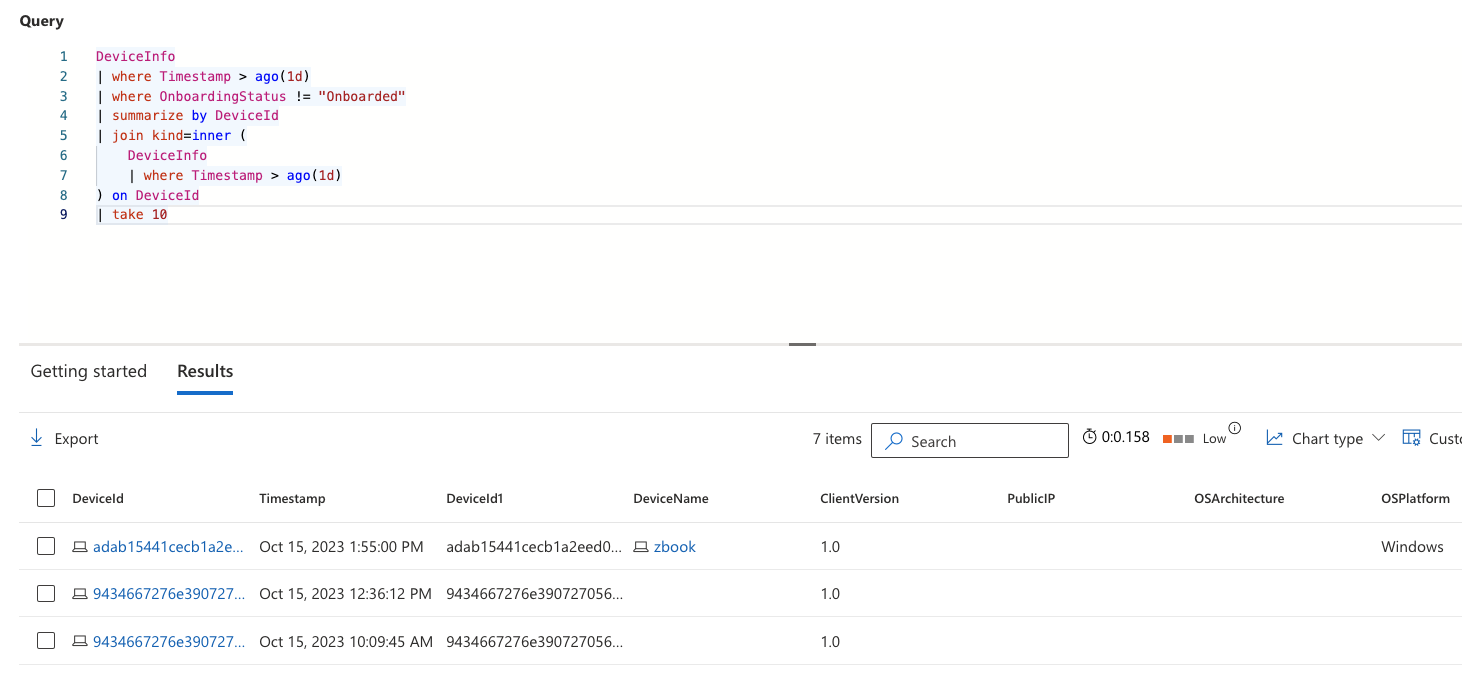 Query
1 DeviceInfo
2 | where Timestamp > ago(1d)
3 | where OnboardingStatus != "Onboarded"
4 | summarize by DeviceId
5 | join kind=inner (
6 DeviceInfo
7 | where Timestamp > ago(1d)
8 ) on DeviceId
9 | take 10
Getting started Results
Export 7 items Search 0:0.158 Low Chart type Custo
DeviceId Timestamp DeviceId1 DeviceName ClientVersion PublicIP OSArchitecture OSPlatform
adab15441cecb1a2e... Oct 15, 2023 1:55:00 PM adab15441cecb1a2eed0... zbook 1.0 Windows
9434667276e390727... Oct 15, 2023 12:36:12 PM 9434667276e390727056... 1.0
9434667276e390727... Oct 15, 2023 10:09:45 AM 9434667276e390727056... 1.0